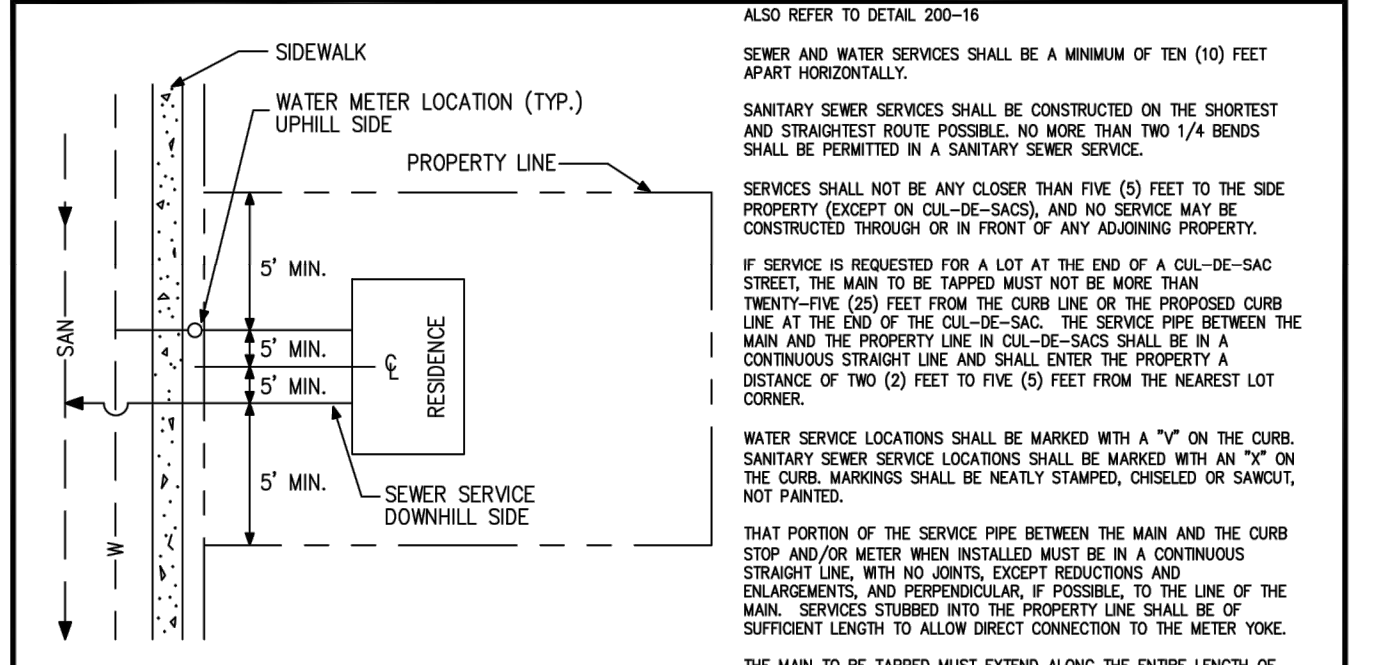 SIDEWALK
WATER METER LOCATION (TYP.)
UPHILL SIDE
PROPERTY LINE
5' MIN.
5' MIN.
5' MIN.
5' MIN.
SAN
W
℄
RESIDENCE
SEWER SERVICE
DOWNHILL SIDE
ALSO REFER TO DETAIL 200-16
SEWER AND WATER SERVICES SHALL BE A MINIMUM OF TEN (10) FEET
APART HORIZONTALLY.
SANITARY SEWER SERVICES SHALL BE CONSTRUCTED ON THE SHORTEST
AND STRAIGHTEST ROUTE POSSIBLE. NO MORE THAN TWO 1/4 BENDS
SHALL BE PERMITTED IN A SANITARY SEWER SERVICE.
SERVICES SHALL NOT BE ANY CLOSER THAN FIVE (5) FEET TO THE SIDE
PROPERTY (EXCEPT ON CUL-DE-SACS), AND NO SERVICE MAY BE
CONSTRUCTED THROUGH OR IN FRONT OF ANY ADJOINING PROPERTY.
IF SERVICE IS REQUESTED FOR A LOT AT THE END OF A CUL-DE-SAC
STREET, THE MAIN TO BE TAPPED MUST NOT BE MORE THAN
TWENTY-FIVE (25) FEET FROM THE CURB LINE OR THE PROPOSED CURB
LINE AT THE END OF THE CUL-DE-SAC. THE SERVICE PIPE BETWEEN THE
MAIN AND THE PROPERTY LINE IN CUL-DE-SACS SHALL BE IN A
CONTINUOUS STRAIGHT LINE AND SHALL ENTER THE PROPERTY A
DISTANCE OF TWO (2) FEET TO FIVE (5) FEET FROM THE NEAREST LOT
CORNER.
WATER SERVICE LOCATIONS SHALL BE MARKED WITH A "V" ON THE CURB.
SANITARY SEWER SERVICE LOCATIONS SHALL BE MARKED WITH AN "X" ON
THE CURB. MARKINGS SHALL BE NEATLY STAMPED, CHISELED OR SAWCUT,
NOT PAINTED.
THAT PORTION OF THE SERVICE PIPE BETWEEN THE MAIN AND THE CURB
STOP AND/OR METER WHEN INSTALLED MUST BE IN A CONTINUOUS
STRAIGHT LINE, WITH NO JOINTS, EXCEPT REDUCTIONS AND
ENLARGEMENTS, AND PERPENDICULAR, IF POSSIBLE, TO THE LINE OF THE
MAIN. SERVICES STUBBED INTO THE PROPERTY LINE SHALL BE OF
SUFFICIENT LENGTH TO ALLOW DIRECT CONNECTION TO THE METER YOKE.
THE MAIN TO BE TAPPED MUST EXTEND ALONG THE ENTIRE LENGTH OF